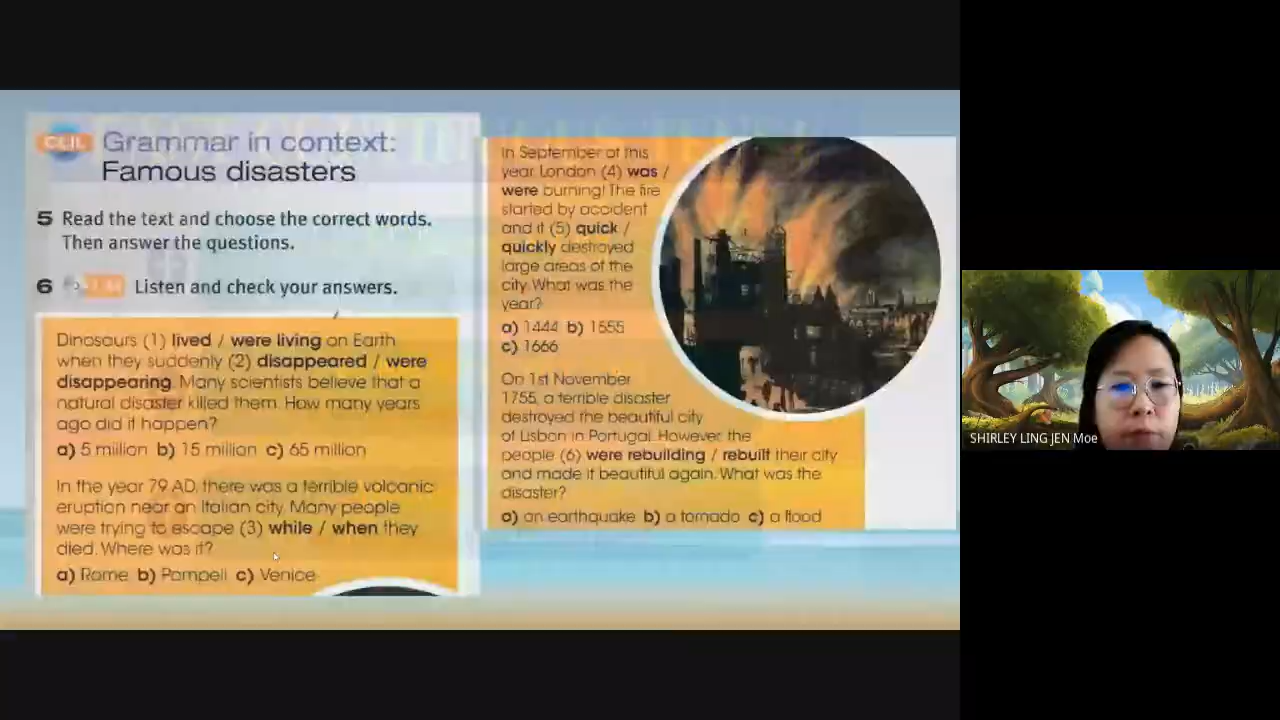 CLIL Grammar in context:
Famous disasters
5 Read the text and choose the correct words.
Then answer the questions.
6 Listen and check your answers.
Dinosaurs (1) lived / were living on Earth
when they suddenly (2) disappeared / were
disappearing. Many scientists believe that a
natural disaster killed them. How many years
ago did it happen?
a) 5 million b) 15 million c) 65 million
In the year 79 AD, there was a terrible volcanic
eruption near an Italian city. Many people
were trying to escape (3) while / when they
died. Where was it?
a) Rome b) Pompeii c) Venice
In September of this
year London (4) was /
were burning! The fire
started by accident
and it (5) quick /
quickly destroyed
large areas of the
city. What was the
year?
a) 1444 b) 1555
c) 1666
On 1st November
1755, a terrible disaster
destroyed the beautiful city
of Lisbon in Portugal. However, the
people (6) were rebuilding / rebuilt their city
and made it beautiful again. What was the
disaster?
a) an earthquake b) a tornado c) a flood
SHIRLEY LING JEN Moe